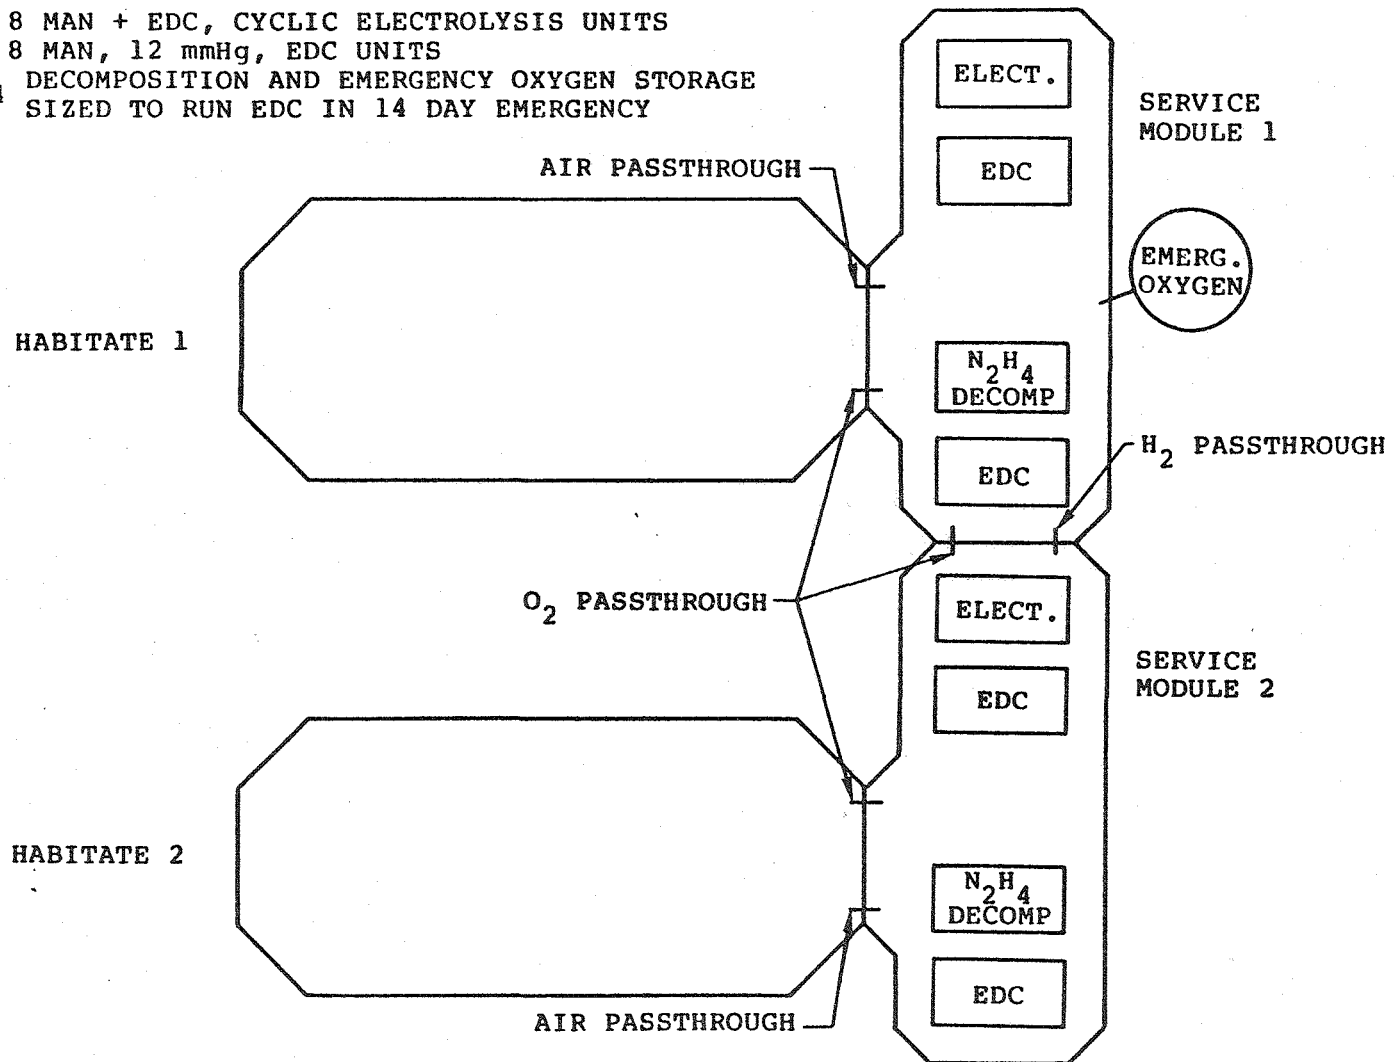 8 MAN + EDC, CYCLIC ELECTROLYSIS UNITS
8 MAN, 12 mmHg, EDC UNITS
4 DECOMPOSITION AND EMERGENCY OXYGEN STORAGE
SIZED TO RUN EDC IN 14 DAY EMERGENCY
ELECT.
SERVICE
MODULE 1
AIR PASSTHROUGH
EDC
EMERG.
OXYGEN
HABITATE 1
N2H4
DECOMP
H2 PASSTHROUGH
EDC
O2 PASSTHROUGH
ELECT.
SERVICE
MODULE 2
EDC
HABITATE 2
N2H4
DECOMP
EDC
AIR PASSTHROUGH